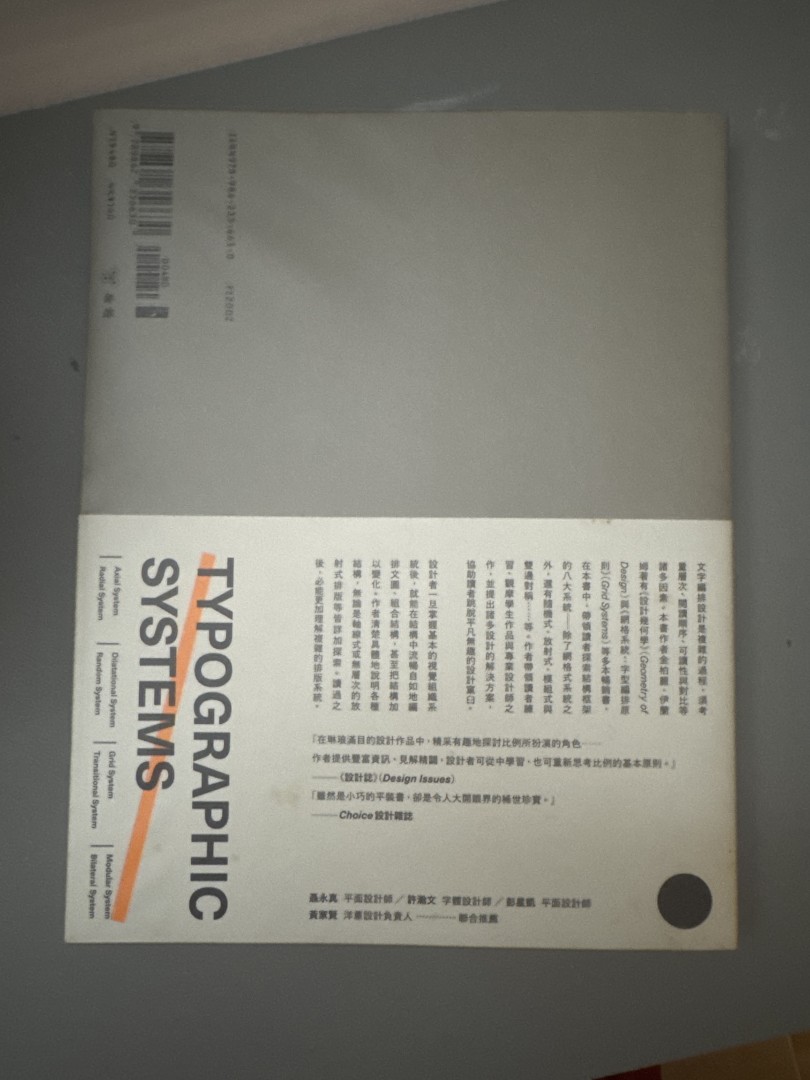 文字編排設計是複雜的過程,須考
量層次、閱讀順序、可讀性與對比等
諸多因素。本書作者金柏麗・伊蘭
姆著有《設計幾何學》(Geometry of
Design)與《網格系統:字型編排原
則》(Grid Systems)等多本暢銷書,
在本書中,帶領讀者探索結構框架
的八大系統——除了網格式系統之
外,還有隨機式、放射式、模組式與
雙邊對稱……等。作者帶領讀者練
習、觀摩學生作品與專業設計師之
作,並提出諸多設計的解決方案,
協助讀者跳脫平凡無趣的設計窠臼。
設計者一旦掌握基本的視覺組織系
統後,就能在結構中流暢自如地編
排文圖、組合結構,甚至把結構加
以變化。作者清楚具體地說明各種
結構,無論是軸線式或無層次的放
射式排版等皆詳加探索。讀過之
後,必能更加理解複雜的排版系統。
「在琳瑯滿目的設計作品中,精采有趣地探討比例所扮演的角色……
作者提供豐富資訊、見解精闢,設計者可從中學習,也可重新思考比例的基本原則。」
——《設計誌》(Design Issues)
「雖然是小巧的平裝書,卻是令人大開眼界的稀世珍寶。」
——Choice 設計雜誌
聶永真 平面設計師/許瀚文 字體設計師/彭星凱 平面設計師
黃家賢 洋蔥設計負責人 ———聯合推薦
TYPOGRAPHIC
SYSTEMS
Axial System
Radial System
Dilatational System
Random System
Grid System
Transitional System
Modular System
Bilateral System
00480
臉譜